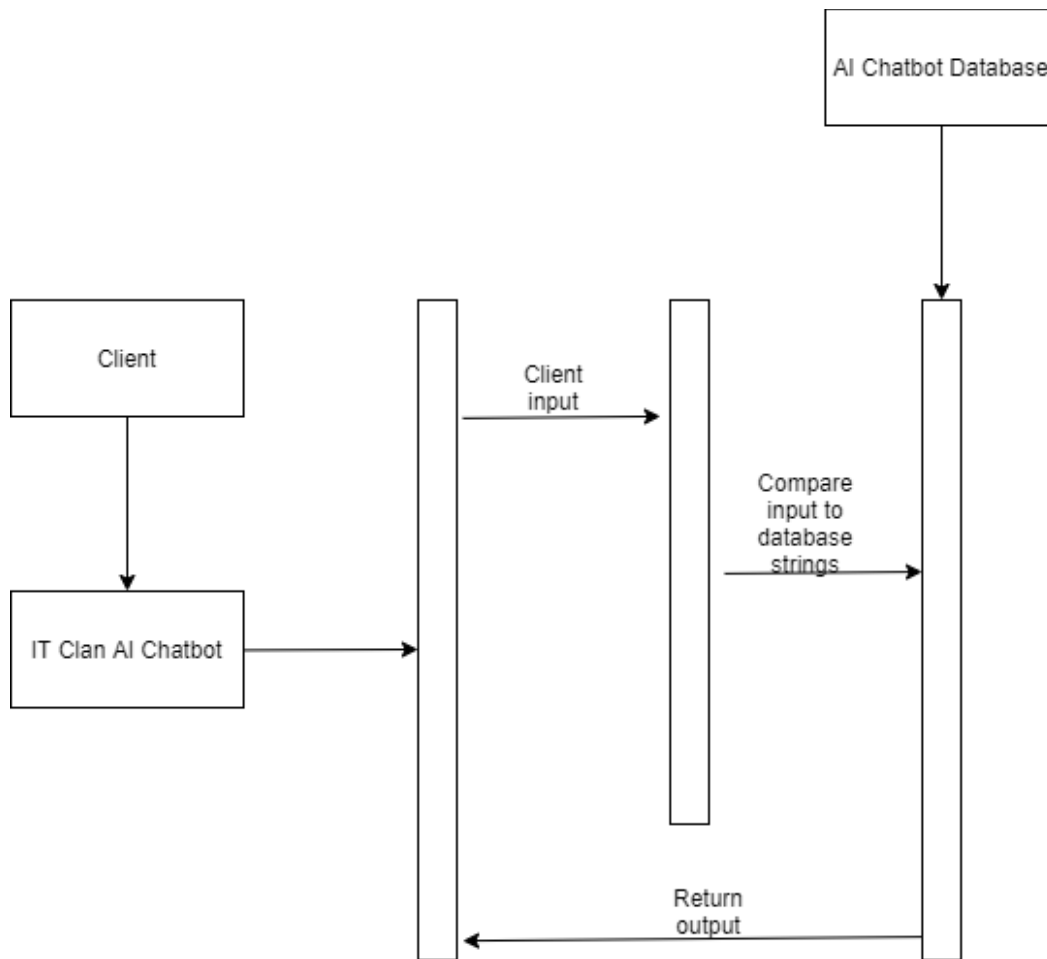 AI Chatbot Database
Client
Client
input
Compare
input to
database
strings
IT Clan AI Chatbot
Return
output